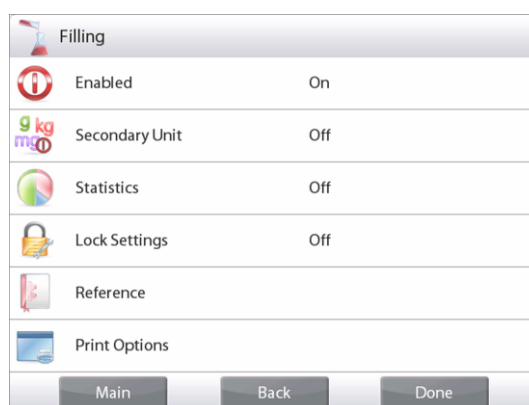 Filling
Enabled On
g kg
mg
Secondary Unit Off
Statistics Off
Lock Settings Off
Reference
Print Options
Main Back Done